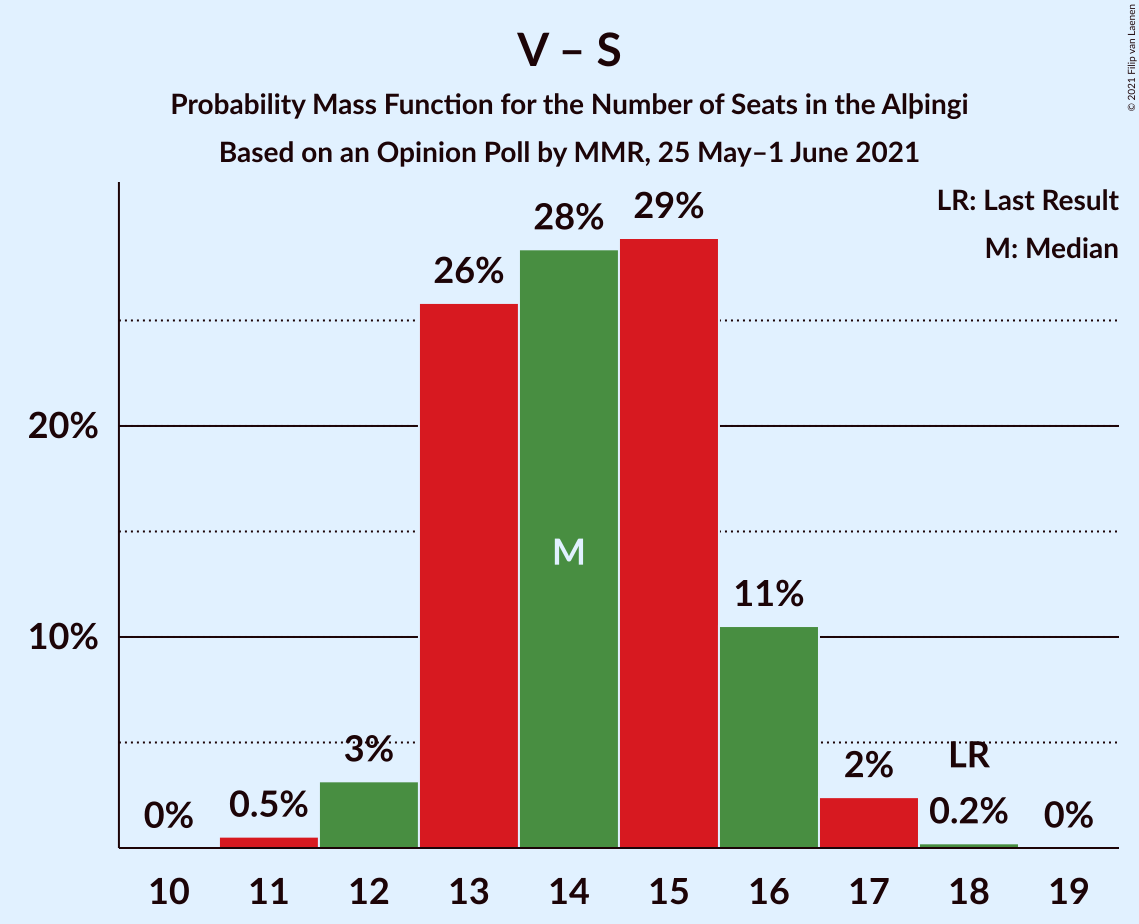 V – S
Probability Mass Function for the Number of Seats in the Alþingi
Based on an Opinion Poll by MMR, 25 May–1 June 2021
© 2021 Filip van Laenen
LR: Last Result
M: Median
20%
10%
0%
0.5%
3%
26%
28%
29%
11%
2%
LR
0.2%
0%
M
10 11 12 13 14 15 16 17 18 19